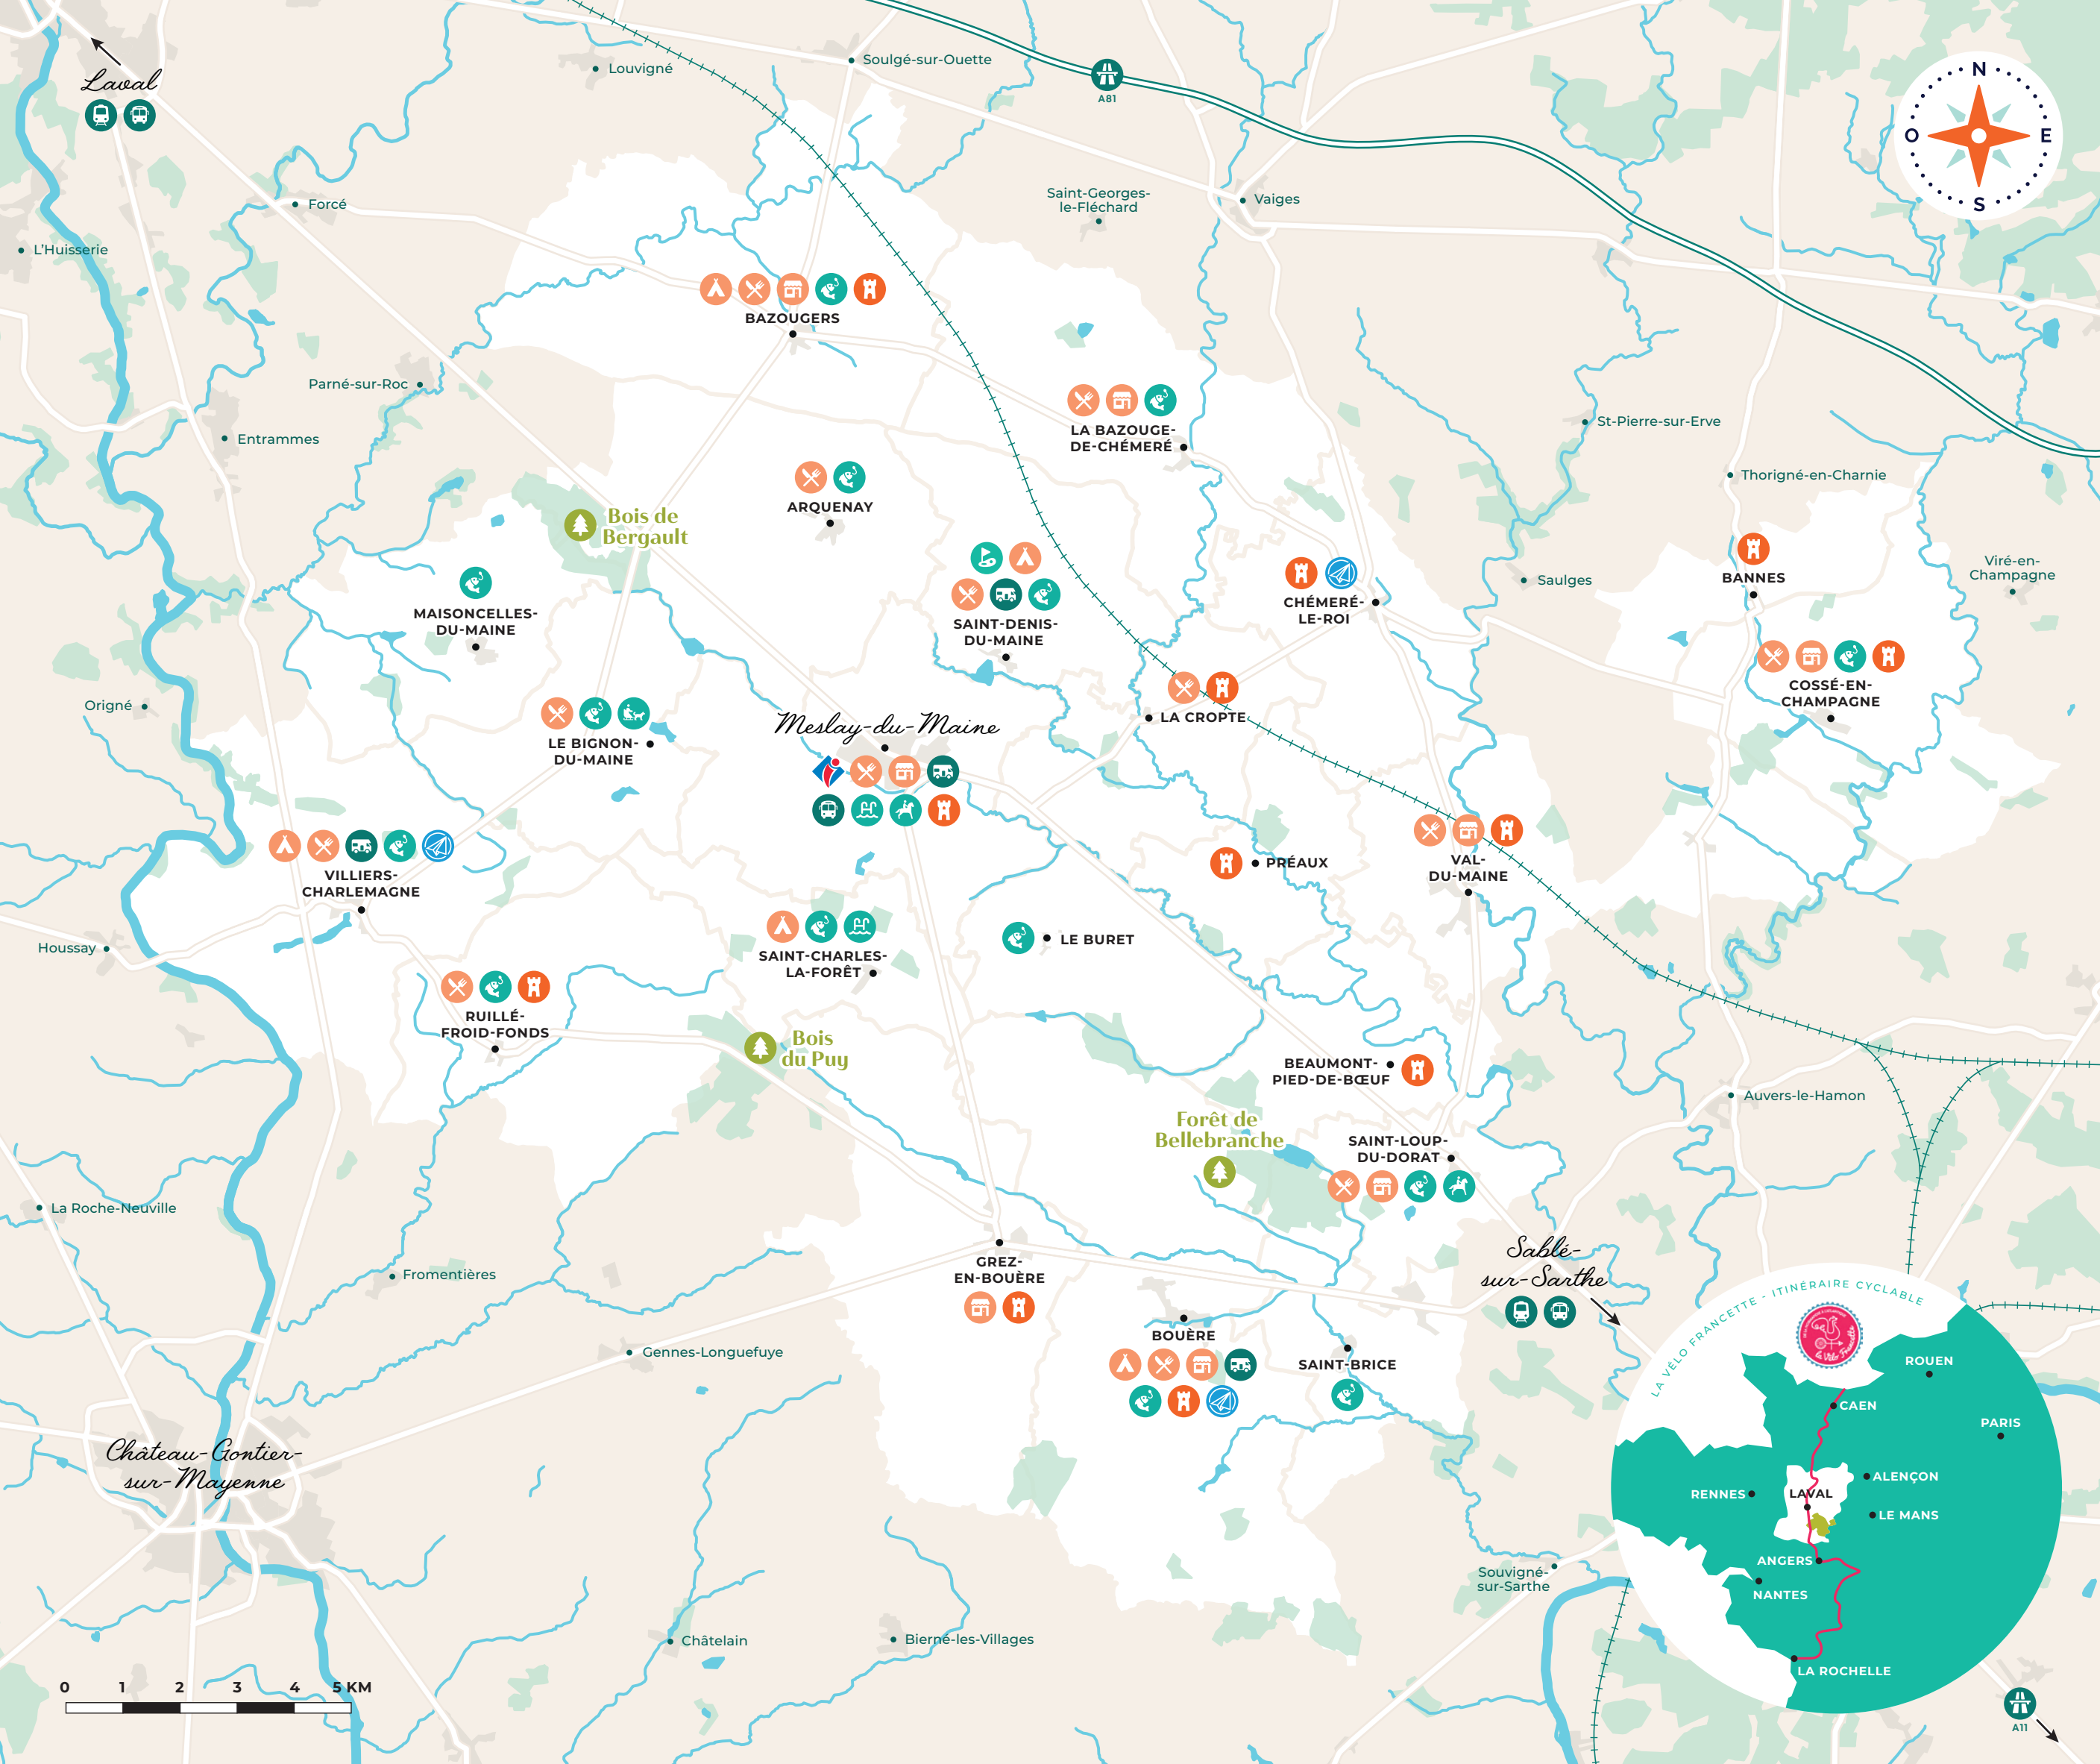 Laval
Louvigné
Soulgé-sur-Ouette
A81
N
O
E
S
Forcé
L'Huisserie
Saint-Georges-
le-Fléchard
Vaiges
BAZOUGERS
Parné-sur-Roc
Entrammes
LA BAZOUGE-
DE-CHÉMERÉ
St-Pierre-sur-Erve
Thorigné-en-Charnie
ARQUENAY
Bois de
Bergault
MAISONCELLES-
DU-MAINE
SAINT-DENIS-
DU-MAINE
CHÉMERÉ-
LE-ROI
Saulges
BANNES
Viré-en-
Champagne
COSSÉ-EN-
CHAMPAGNE
Origné
LE BIGNON-
DU-MAINE
Meslay-du-Maine
LA CROPTE
VILLIERS-
CHARLEMAGNE
PRÉAUX
VAL-
DU-MAINE
Houssay
SAINT-CHARLES-
LA-FORÊT
LE BURET
RUILLÉ-
FROID-FONDS
Bois
du Puy
BEAUMONT-
PIED-DE-BŒUF
Auvers-le-Hamon
Forêt de
Bellebranche
SAINT-LOUP-
DU-DORAT
La Roche-Neuville
Fromentières
GREZ-
EN-BOUÈRE
Sablé-
sur-Sarthe
Gennes-Longuefuye
BOUÈRE
SAINT-BRICE
Château-Gontier-
sur-Mayenne
Souvigné-
sur-Sarthe
Châtelain
Bierné-les-Villages
0 1 2 3 4 5 KM
LA VÉLO FRANCETTE - ITINÉRAIRE CYCLABLE
la Vélo Francette
ROUEN
CAEN
PARIS
ALENÇON
RENNES
LAVAL
LE MANS
ANGERS
NANTES
LA ROCHELLE
A11